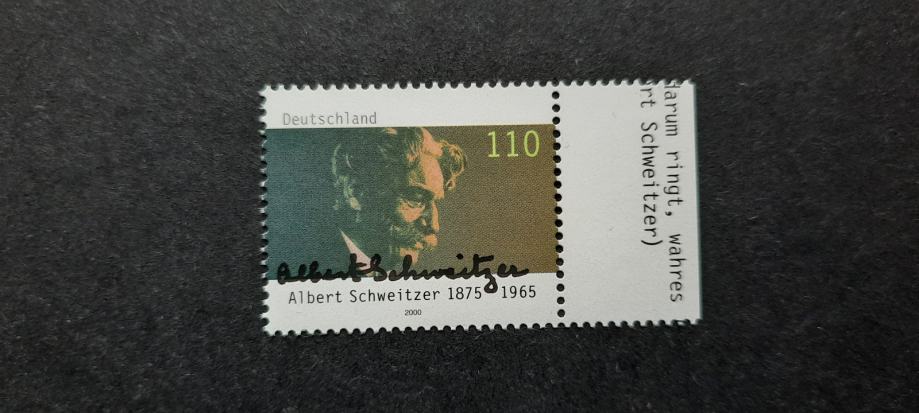 Deutschland
110
Albert Schweitzer
Albert Schweitzer 1875 1965
2000
darum ringt, wahres
rt Schweitzer)